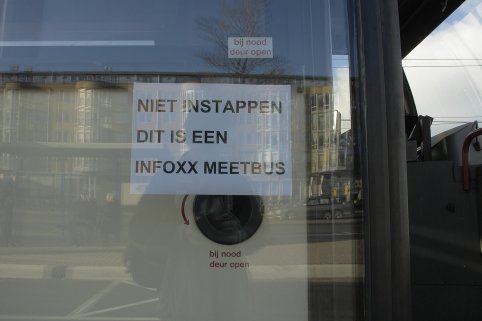 bij nood
deur open
NIET INSTAPPEN
DIT IS EEN
INFOXX MEETBUS
bij nood
deur open